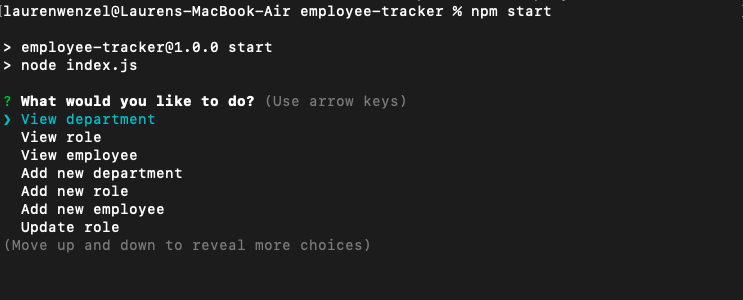 [laurenwenzel@Laurens-MacBook-Air employee-tracker % npm start
> employee-tracker@1.0.0 start
> node index.js
? What would you like to do? (Use arrow keys)
❯ View department
View role
View employee
Add new department
Add new role
Add new employee
Update role
(Move up and down to reveal more choices)